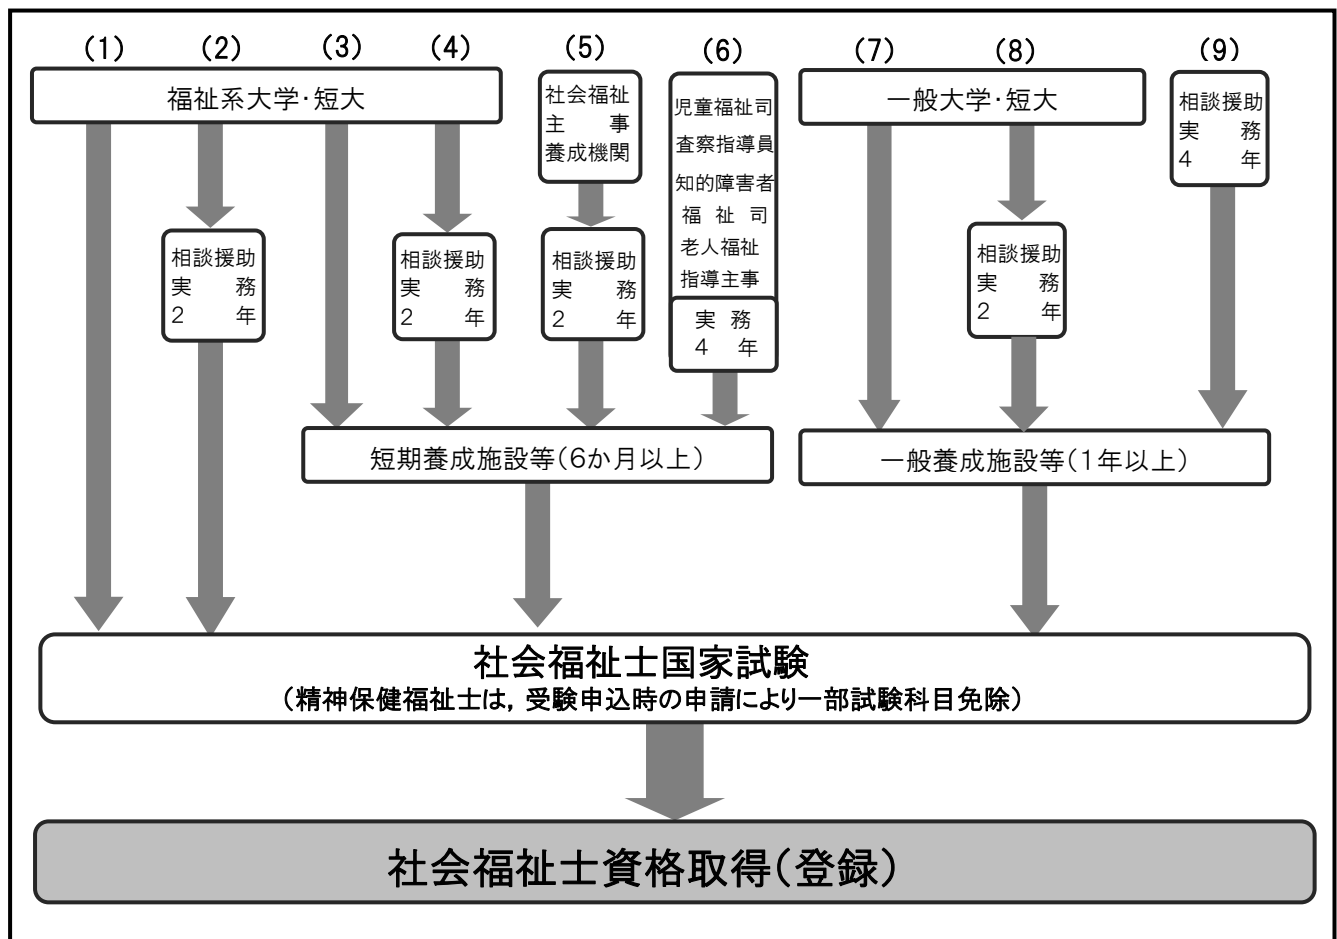 (1) (2) (3) (4) (5) (6) (7) (8) (9)
福祉系大学・短大
社会福祉
主事
養成機関
児童福祉司
査察指導員
知的障害者
福祉司
老人福祉
指導主事
実務
4年
一般大学・短大
相談援助
実務
4年
相談援助
実務
2年
相談援助
実務
2年
相談援助
実務
2年
相談援助
実務
2年
短期養成施設等(6か月以上)
一般養成施設等(1年以上)
社会福祉士国家試験
(精神保健福祉士は,受験申込時の申請により一部試験科目免除)
社会福祉士資格取得(登録)